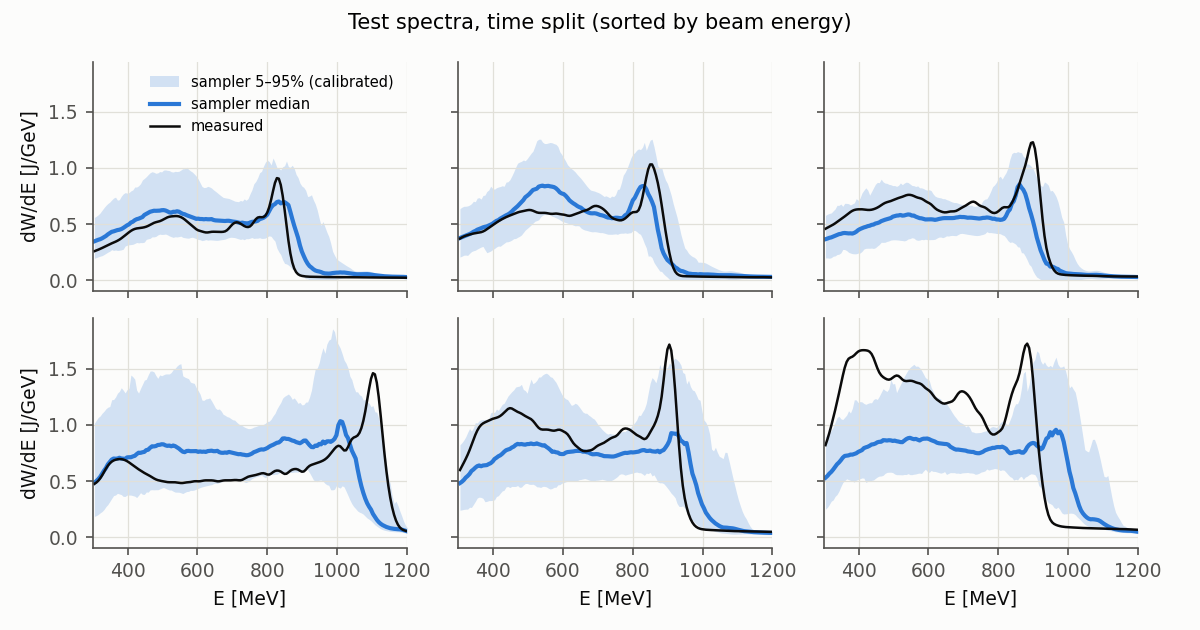 Test spectra, time split (sorted by beam energy)
sampler 5–95% (calibrated)
sampler median
measured
dW/dE [J/GeV]
1.5
1.0
0.5
0.0
dW/dE [J/GeV]
1.5
1.0
0.5
0.0
400 600 800 1000 1200
400 600 800 1000 1200
400 600 800 1000 1200
E [MeV]
E [MeV]
E [MeV]